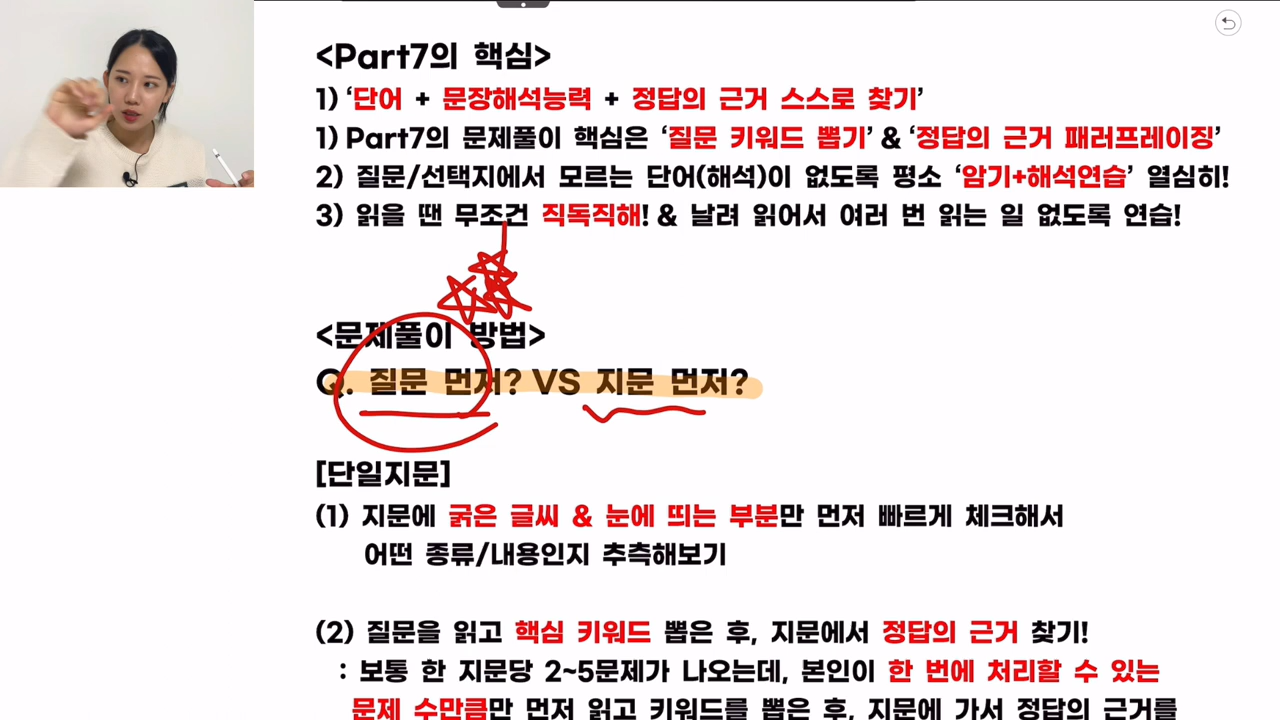 <Part7의 핵심>
1) ‘단어 + 문장해석능력 + 정답의 근거 스스로 찾기’
1) Part7의 문제풀이 핵심은 ‘질문 키워드 뽑기’ & ‘정답의 근거 패러프레이징’
2) 질문/선택지에서 모르는 단어(해석)이 없도록 평소 ‘암기+해석연습’ 열심히!
3) 읽을 땐 무조건 직독직해! & 날려 읽어서 여러 번 읽는 일 없도록 연습!
<문제풀이 방법>
Q. 질문 먼저? VS 지문 먼저?
[단일지문]
(1) 지문에 굵은 글씨 & 눈에 띄는 부분만 먼저 빠르게 체크해서
어떤 종류/내용인지 추측해보기
(2) 질문을 읽고 핵심 키워드 뽑은 후, 지문에서 정답의 근거 찾기!
: 보통 한 지문당 2~5문제가 나오는데, 본인이 한 번에 처리할 수 있는
문제 수만큼만 먼저 읽고 키워드를 뽑은 후, 지문에 가서 정답의 근거를